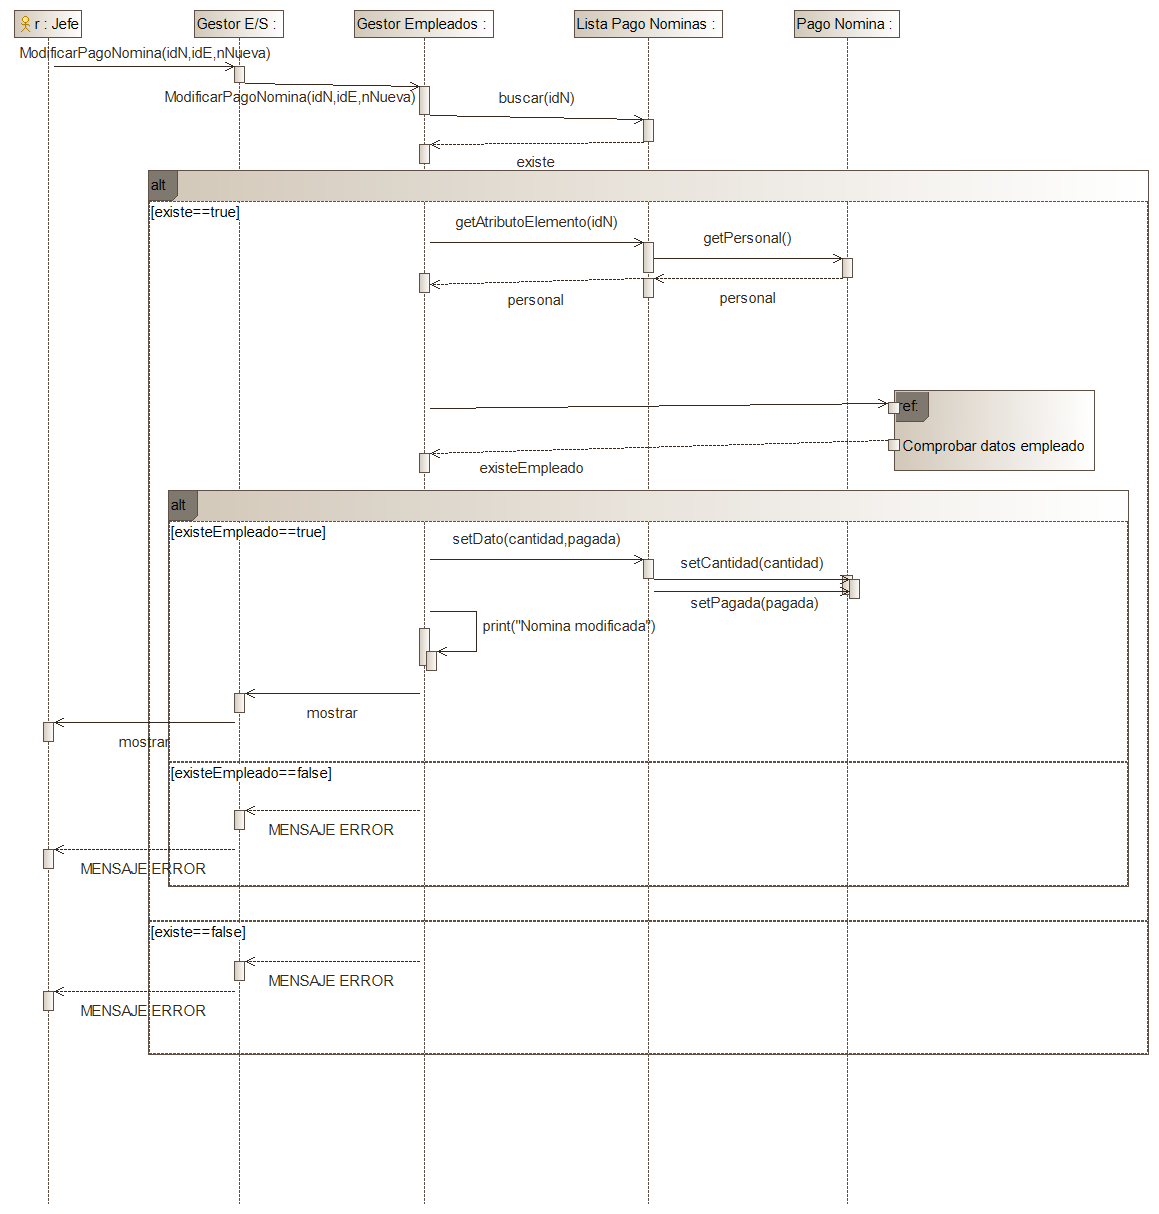 r : Jefe
Gestor E/S :
Gestor Empleados :
Lista Pago Nominas :
Pago Nomina :
ModificarPagoNomina(idN,idE,nNueva)
ModificarPagoNomina(idN,idE,nNueva)
buscar(idN)
existe
alt
[existe==true]
getAtributoElemento(idN)
getPersonal()
personal
personal
ref:
Comprobar datos empleado
existeEmpleado
alt
[existeEmpleado==true]
setDato(cantidad,pagada)
setCantidad(cantidad)
setPagada(pagada)
print("Nomina modificada")
mostrar
mostrar
[existeEmpleado==false]
MENSAJE ERROR
MENSAJE ERROR
[existe==false]
MENSAJE ERROR
MENSAJE ERROR